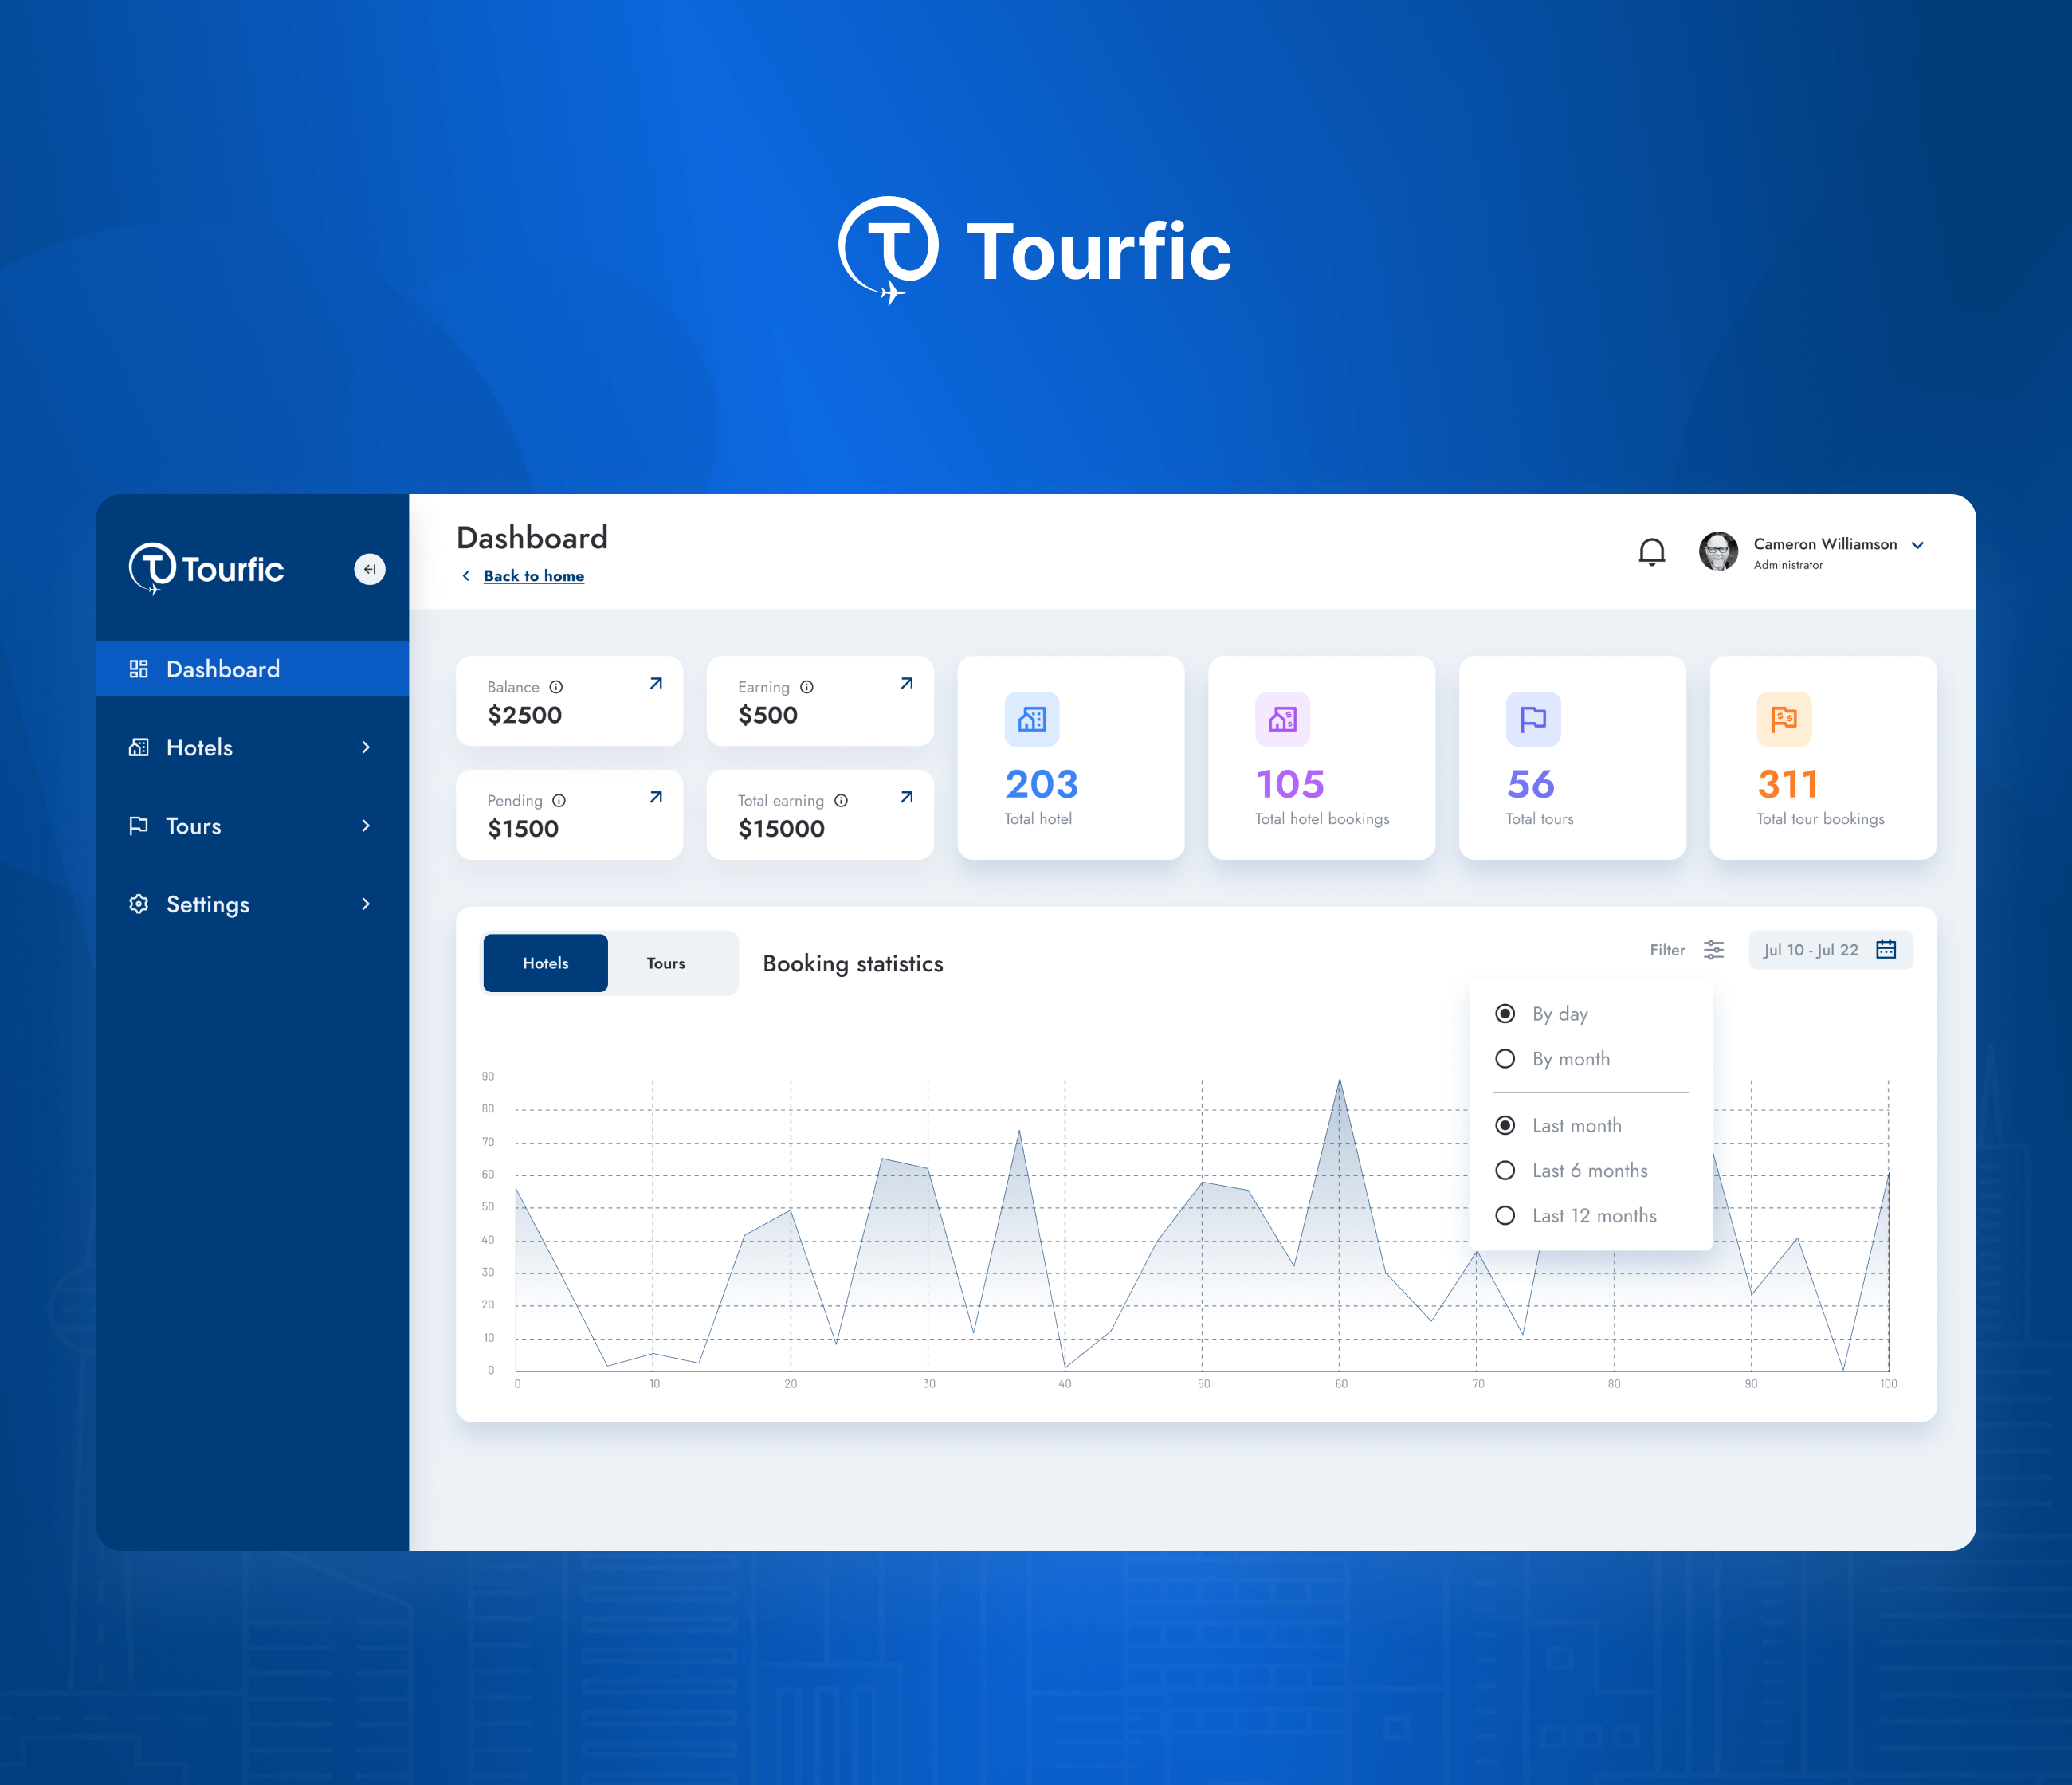 Tourfic
Tourfic
Dashboard
Hotels
Tours
Settings
Dashboard
Back to home
Cameron Williamson
Administrator
Balance
$2500
Earning
$500
Pending
$1500
Total earning
$15000
203
Total hotel
105
Total hotel bookings
56
Total tours
311
Total tour bookings
Hotels Tours
Booking statistics
Filter
Jul 10 - Jul 22
By day
By month
Last month
Last 6 months
Last 12 months
90
80
70
60
50
40
30
20
10
0
0 10 20 30 40 50 60 70 80 90 100